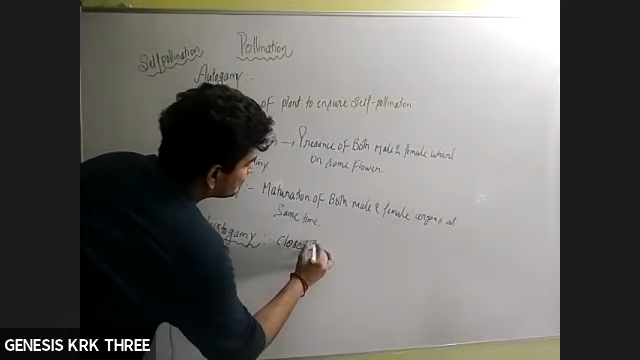 Self pollination
Pollination
Autogamy :-
of plant to ensure self-pollination
→ Presence of Both male & female whorl
on same flower.
:- Maturation of Both male & female organs at
Same time.
Closed
GENESIS KRK THREE